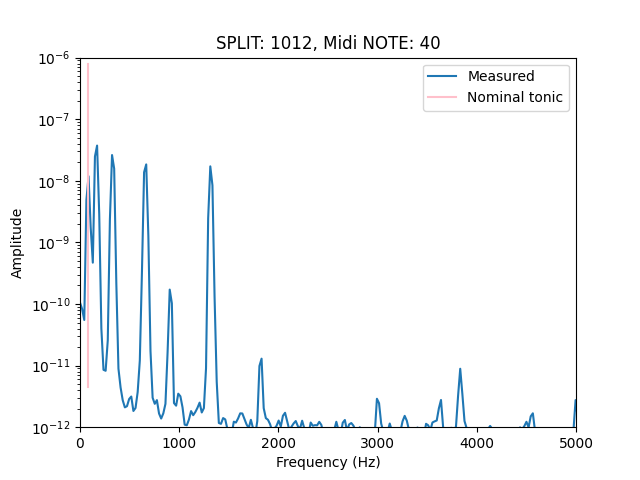 SPLIT: 1012, Midi NOTE: 40
Measured
Nominal tonic
Amplitude
10⁻⁶
10⁻⁷
10⁻⁸
10⁻⁹
10⁻¹⁰
10⁻¹¹
10⁻¹²
0 1000 2000 3000 4000 5000
Frequency (Hz)